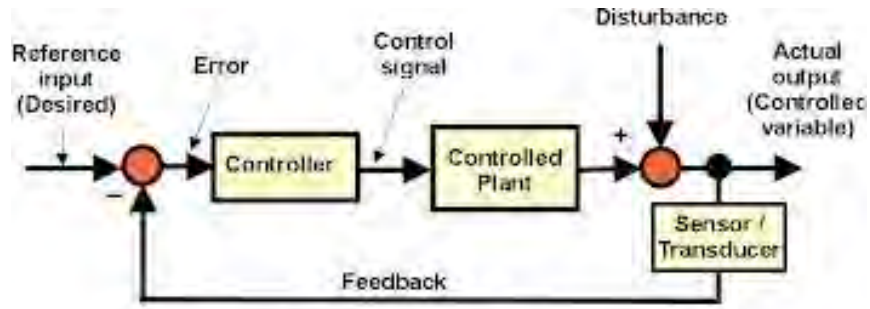 Disturbance
Reference
input
(Desired)
Error
Control
signal
Actual
output
(Controlled
variable)
Controller
Controlled
Plant
+
−
Sensor /
Transducer
Feedback